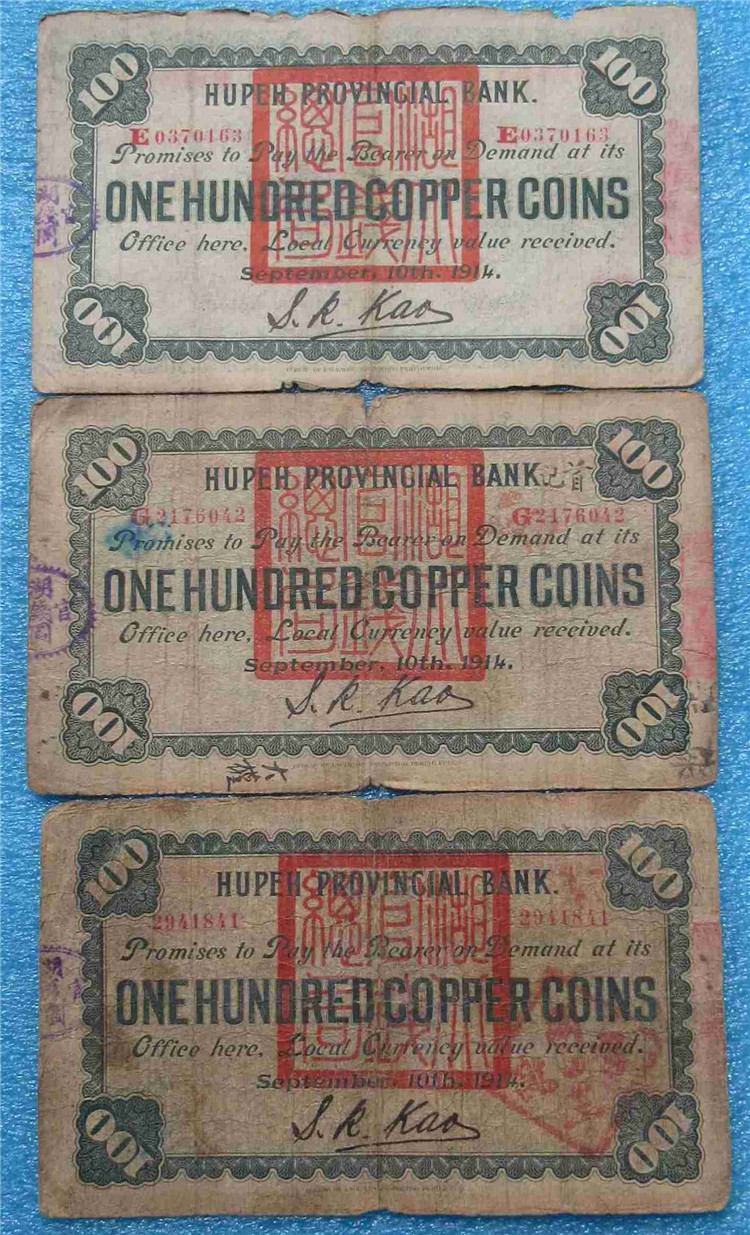 100 100
HUPEH PROVINCIAL BANK.
E0370163 E0370163
Promises to Pay the Bearer on Demand at its
ONE HUNDRED COPPER COINS
Office here, Local Currency value received.
September, 10th. 1914.
S. K. Kao
100 100
100 100
HUPEH PROVINCIAL BANK
G2176042 G2176042
Promises to Pay the Bearer on Demand at its
ONE HUNDRED COPPER COINS
Office here, Local Currency value received.
September, 10th. 1914.
S. K. Kao
100 100
100 100
HUPEH PROVINCIAL BANK.
2941841 2941841
Promises to Pay the Bearer on Demand at its
ONE HUNDRED COPPER COINS
Office here, Local Currency value received.
September, 10th. 1914.
S. K. Kao
100 100